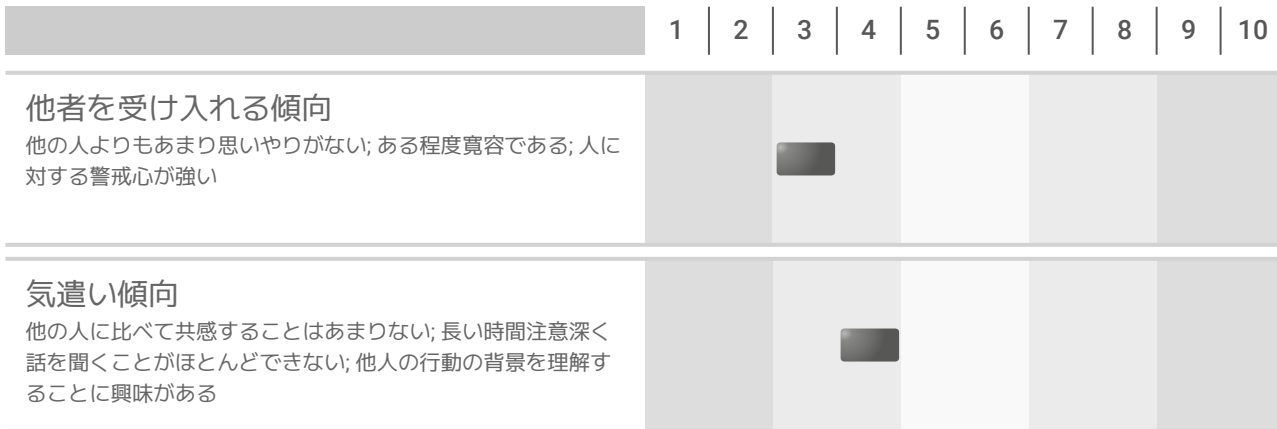 1 2 3 4 5 6 7 8 9 10
他者を受け入れる傾向
他の人よりもあまり思いやりがない; ある程度寛容である; 人に
対する警戒心が強い
気遣い傾向
他の人に比べて共感することはあまりない; 長い時間注意深く
話を聞くことがほとんどできない; 他人の行動の背景を理解す
ることに興味がある